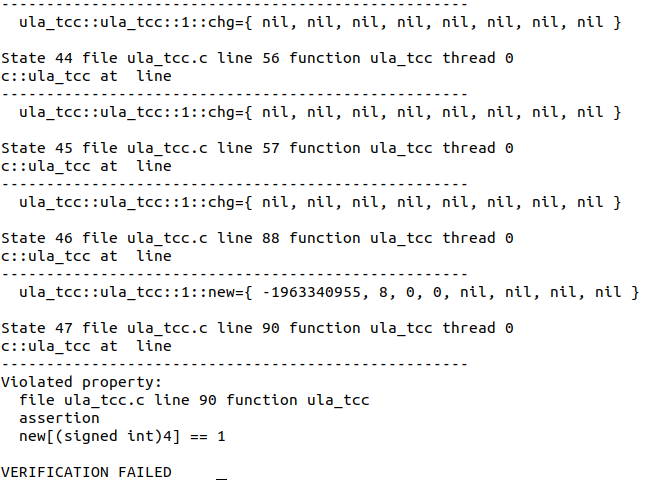 ----------------------------------------------------
ula_tcc::ula_tcc::1::chg={ nil, nil, nil, nil, nil, nil, nil, nil }
State 44 file ula_tcc.c line 56 function ula_tcc thread 0
c::ula_tcc at  line
----------------------------------------------------
ula_tcc::ula_tcc::1::chg={ nil, nil, nil, nil, nil, nil, nil, nil }
State 45 file ula_tcc.c line 57 function ula_tcc thread 0
c::ula_tcc at  line
----------------------------------------------------
ula_tcc::ula_tcc::1::chg={ nil, nil, nil, nil, nil, nil, nil, nil }
State 46 file ula_tcc.c line 88 function ula_tcc thread 0
c::ula_tcc at  line
----------------------------------------------------
ula_tcc::ula_tcc::1::new={ -1963340955, 8, 0, 0, nil, nil, nil, nil }
State 47 file ula_tcc.c line 90 function ula_tcc thread 0
c::ula_tcc at  line
----------------------------------------------------
Violated property:
file ula_tcc.c line 90 function ula_tcc
assertion
new[(signed int)4] == 1
VERIFICATION FAILED _